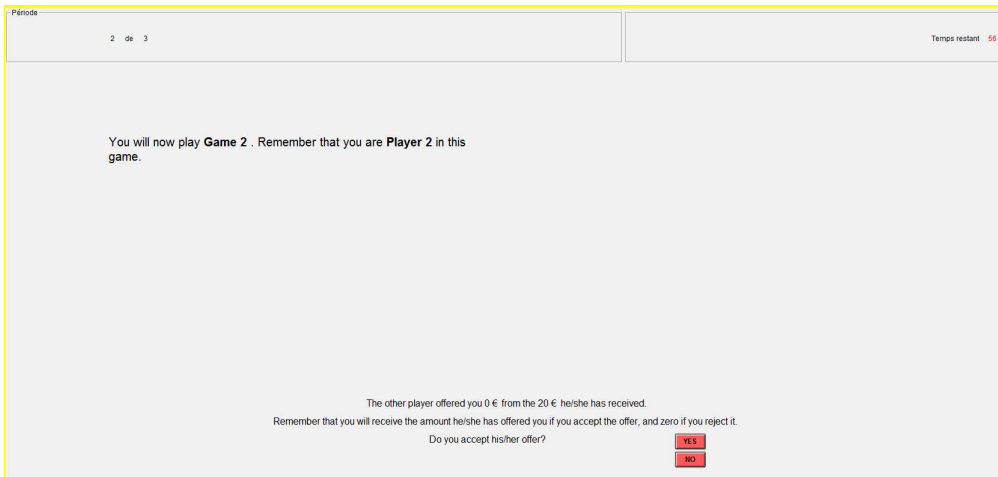 Période
2 de 3
Temps restant 56
You will now play Game 2 . Remember that you are Player 2 in this
game.
The other player offered you 0 € from the 20 € he/she has received.
Remember that you will receive the amount he/she has offered you if you accept the offer, and zero if you reject it.
Do you accept his/her offer?
YES
NO